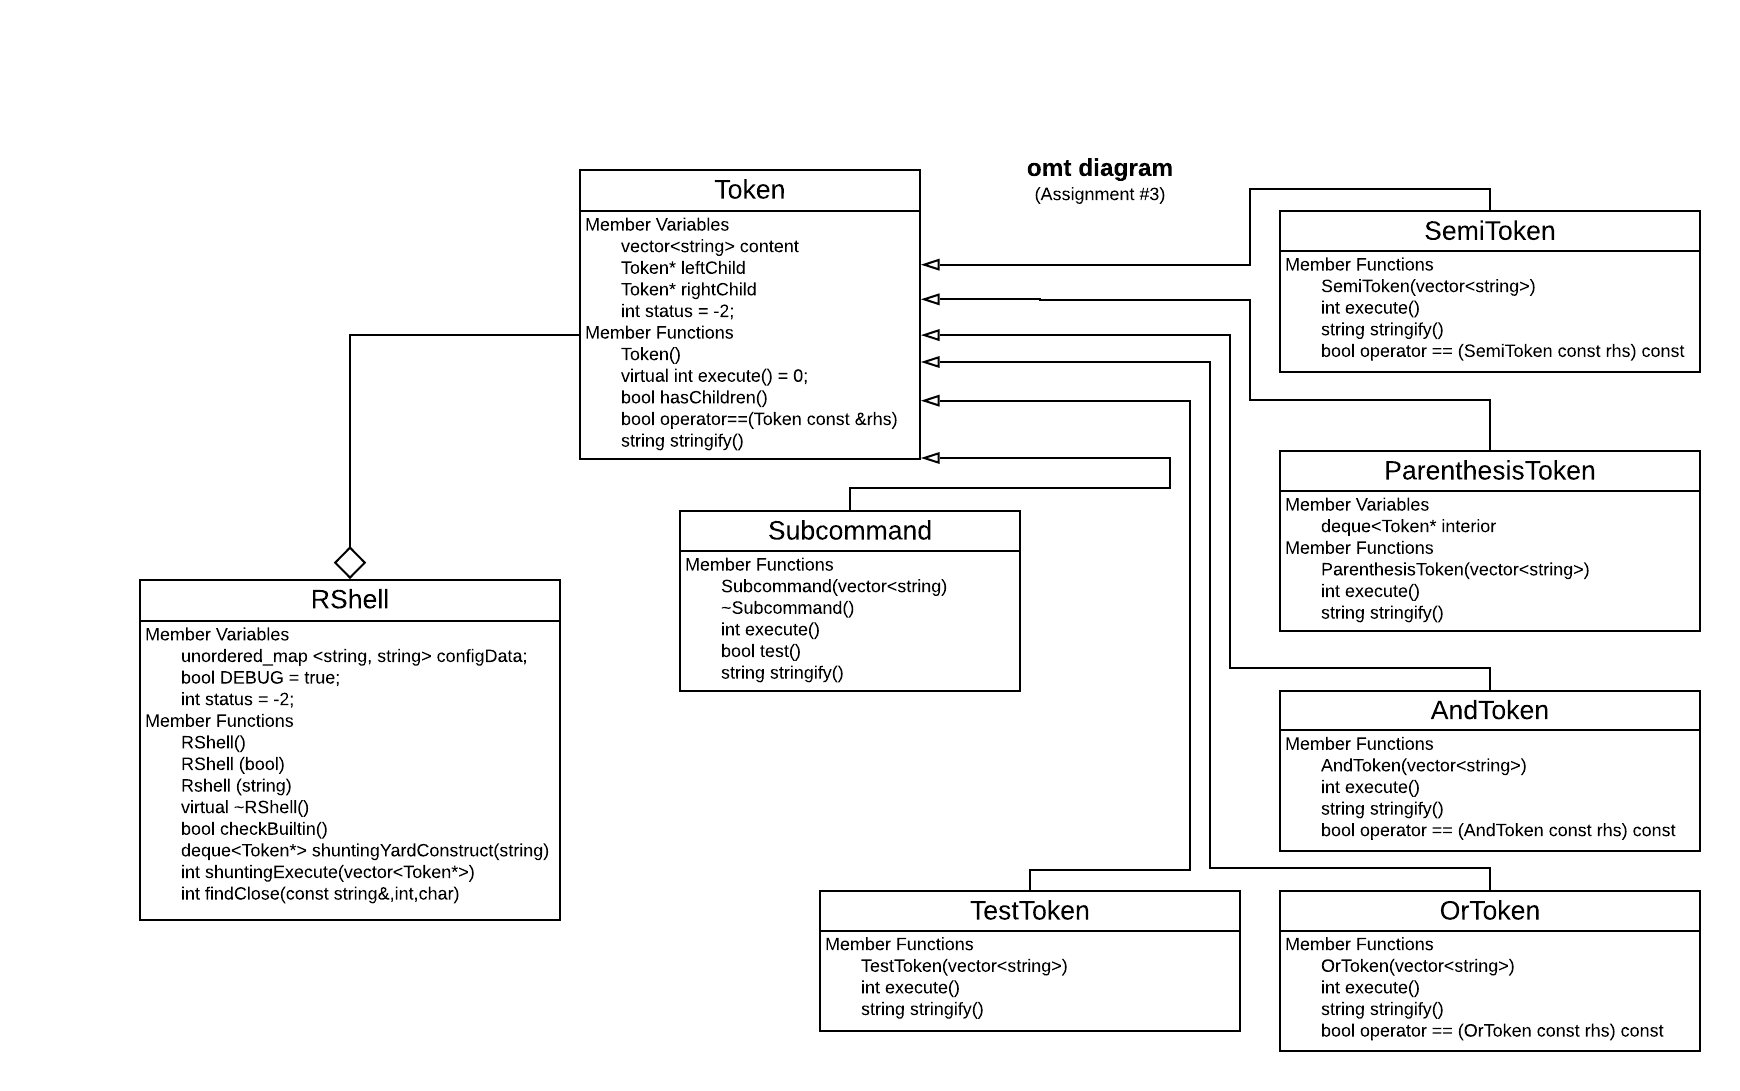 omt diagram
(Assignment #3)
Token
Member Variables
vector<string> content
Token* leftChild
Token* rightChild
int status = -2;
Member Functions
Token()
virtual int execute() = 0;
bool hasChildren()
bool operator==(Token const &rhs)
string stringify()
SemiToken
Member Functions
SemiToken(vector<string>)
int execute()
string stringify()
bool operator == (SemiToken const rhs) const
ParenthesisToken
Member Variables
deque<Token* interior
Member Functions
ParenthesisToken(vector<string>)
int execute()
string stringify()
Subcommand
Member Functions
Subcommand(vector<string)
~Subcommand()
int execute()
bool test()
string stringify()
RShell
Member Variables
unordered_map <string, string> configData;
bool DEBUG = true;
int status = -2;
Member Functions
RShell()
RShell (bool)
Rshell (string)
virtual ~RShell()
bool checkBuiltin()
deque<Token*> shuntingYardConstruct(string)
int shuntingExecute(vector<Token*>)
int findClose(const string&,int,char)
AndToken
Member Functions
AndToken(vector<string>)
int execute()
string stringify()
bool operator == (AndToken const rhs) const
TestToken
Member Functions
TestToken(vector<string>)
int execute()
string stringify()
OrToken
Member Functions
OrToken(vector<string>)
int execute()
string stringify()
bool operator == (OrToken const rhs) const